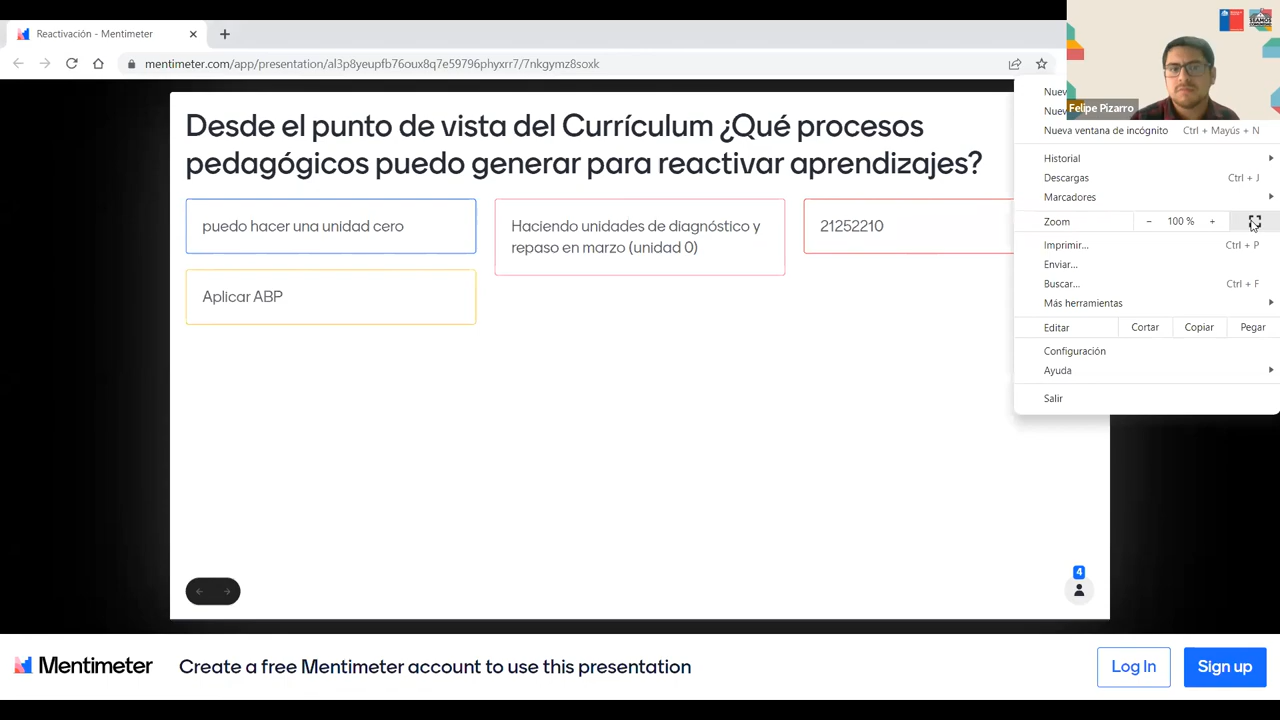 Reactivación - Mentimeter
mentimeter.com/app/presentation/al3p8yeupfb76oux8q7e59796phyxrr7/7nkgymz8soxk
SEAMOS
COMUNIDAD
Felipe Pizarro
Desde el punto de vista del Currículum ¿Qué procesos
pedagógicos puedo generar para reactivar aprendizajes?
puedo hacer una unidad cero
Haciendo unidades de diagnóstico y
repaso en marzo (unidad 0)
21252210
Aplicar ABP
4
Nueva ventana de incógnito Ctrl + Mayús + N
Historial
Descargas Ctrl + J
Marcadores
Zoom − 100 % +
Imprimir... Ctrl + P
Enviar...
Buscar... Ctrl + F
Más herramientas
Editar Cortar Copiar Pegar
Configuración
Ayuda
Salir
Mentimeter
Create a free Mentimeter account to use this presentation
Log In
Sign up